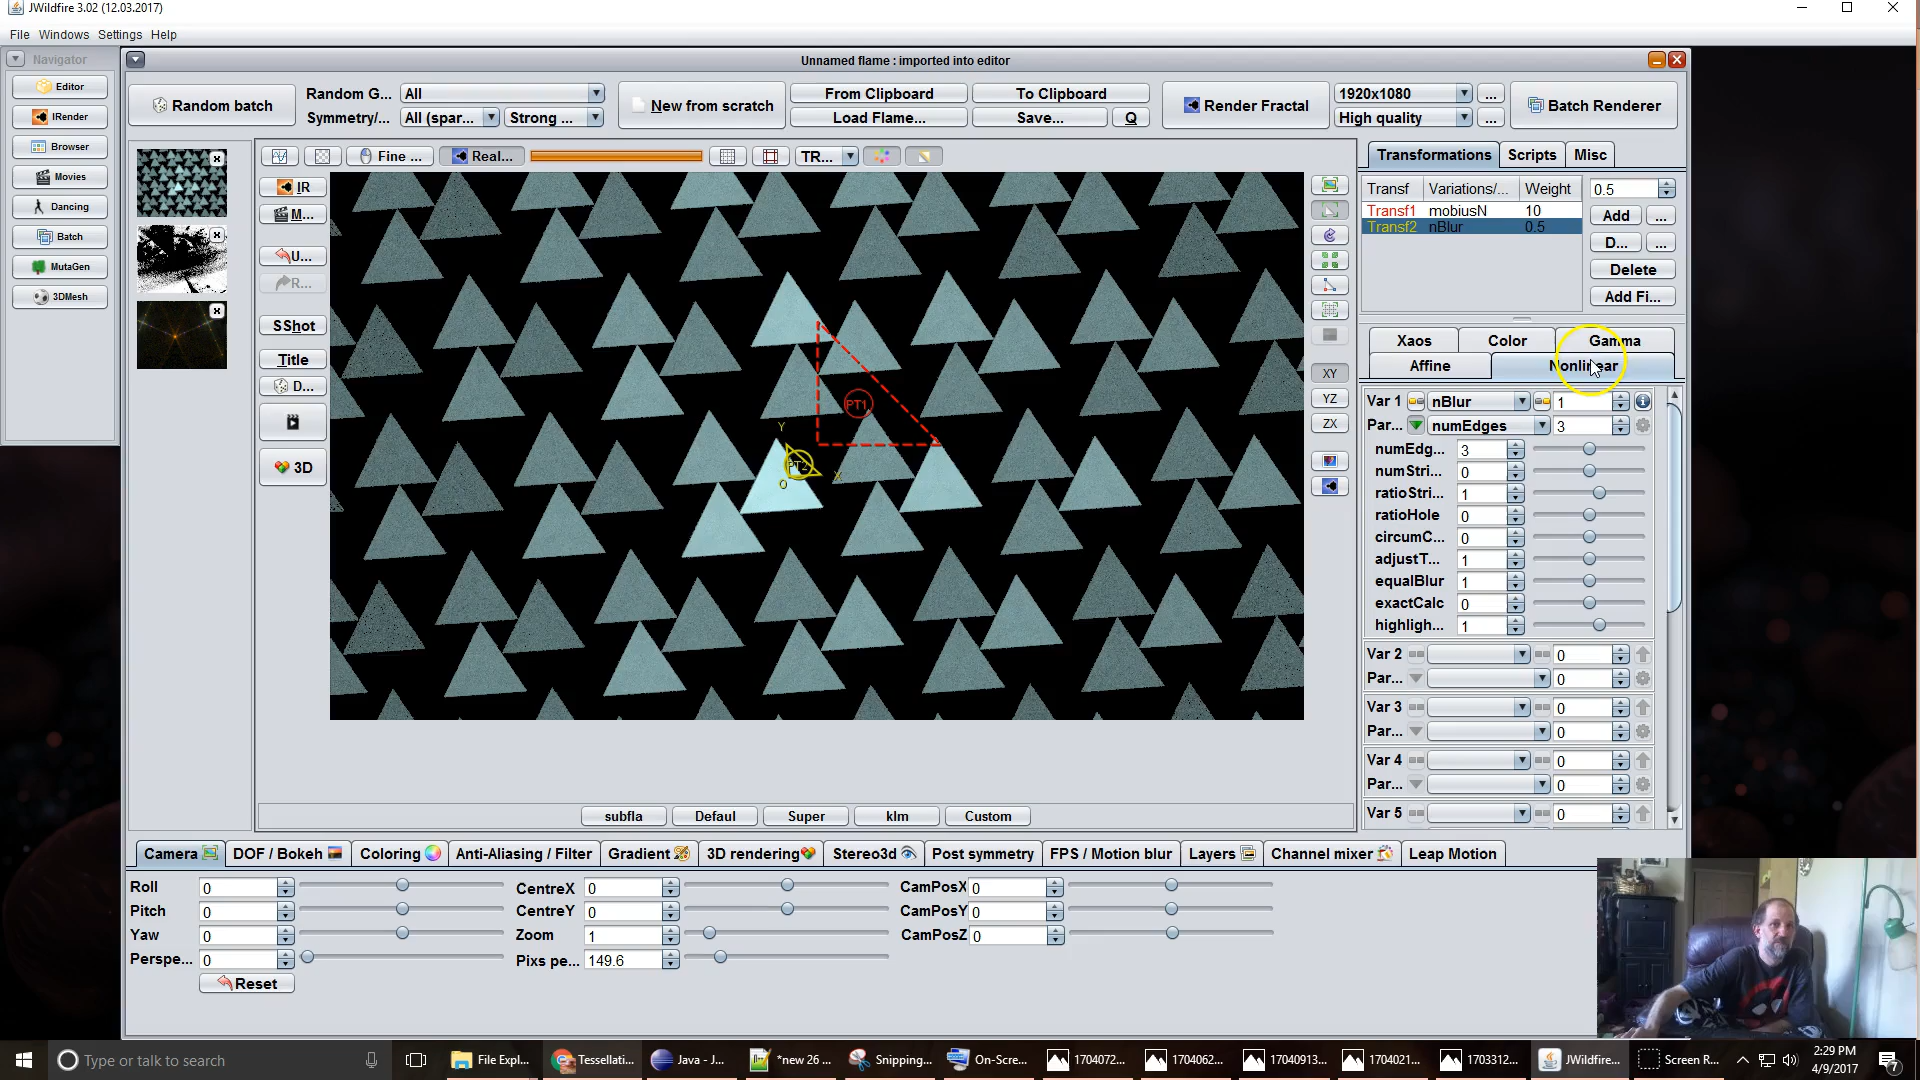 JWildfire 3.02 (12.03.2017)
File Windows Settings Help
Navigator
Unnamed flame : imported into editor
Editor
IRender
Browser
Movies
Dancing
Batch
MutaGen
3DMesh
Random batch
Random G... All
Symmetry/... All (spar... Strong ...
New from scratch
From Clipboard
To Clipboard
Load Flame...
Save...
Q
Render Fractal
1920x1080
...
High quality
...
Batch Renderer
Fine ...
Real...
TR...
IR
M...
U...
R...
SShot
Title
D...
3D
PT1
PT2
Y
X
O
XY
YZ
ZX
Transformations Scripts Misc
Transf Variations/... Weight
Transf1 mobiusN 10
Transf2 nBlur 0.5
0.5
Add ...
D... ...
Delete
Add Fi...
Xaos Color Gamma
Affine Nonlinear
Var 1 nBlur 1
Par... numEdges 3
numEdg... 3
numStri... 0
ratioStri... 1
ratioHole 0
circumC... 0
adjustT... 1
equalBlur 1
exactCalc 0
highligh... 1
Var 2 0
Par... 0
Var 3 0
Par... 0
Var 4 0
Par... 0
Var 5 0
subfla Defaul Super klm Custom
Camera DOF / Bokeh Coloring Anti-Aliasing / Filter Gradient 3D rendering Stereo3d Post symmetry FPS / Motion blur Layers Channel mixer Leap Motion
Roll 0 CentreX 0 CamPosX 0
Pitch 0 CentreY 0 CamPosY 0
Yaw 0 Zoom 1 CamPosZ 0
Perspe... 0 Pixs pe... 149.6
Reset
Type or talk to search
File Expl...
Tessellati...
Java - J...
*new 26 ...
Snipping...
On-Scre...
1704072...
1704062...
17040913...
1704021...
1703312...
JWildfire...
Screen R...
2:29 PM
4/9/2017
7